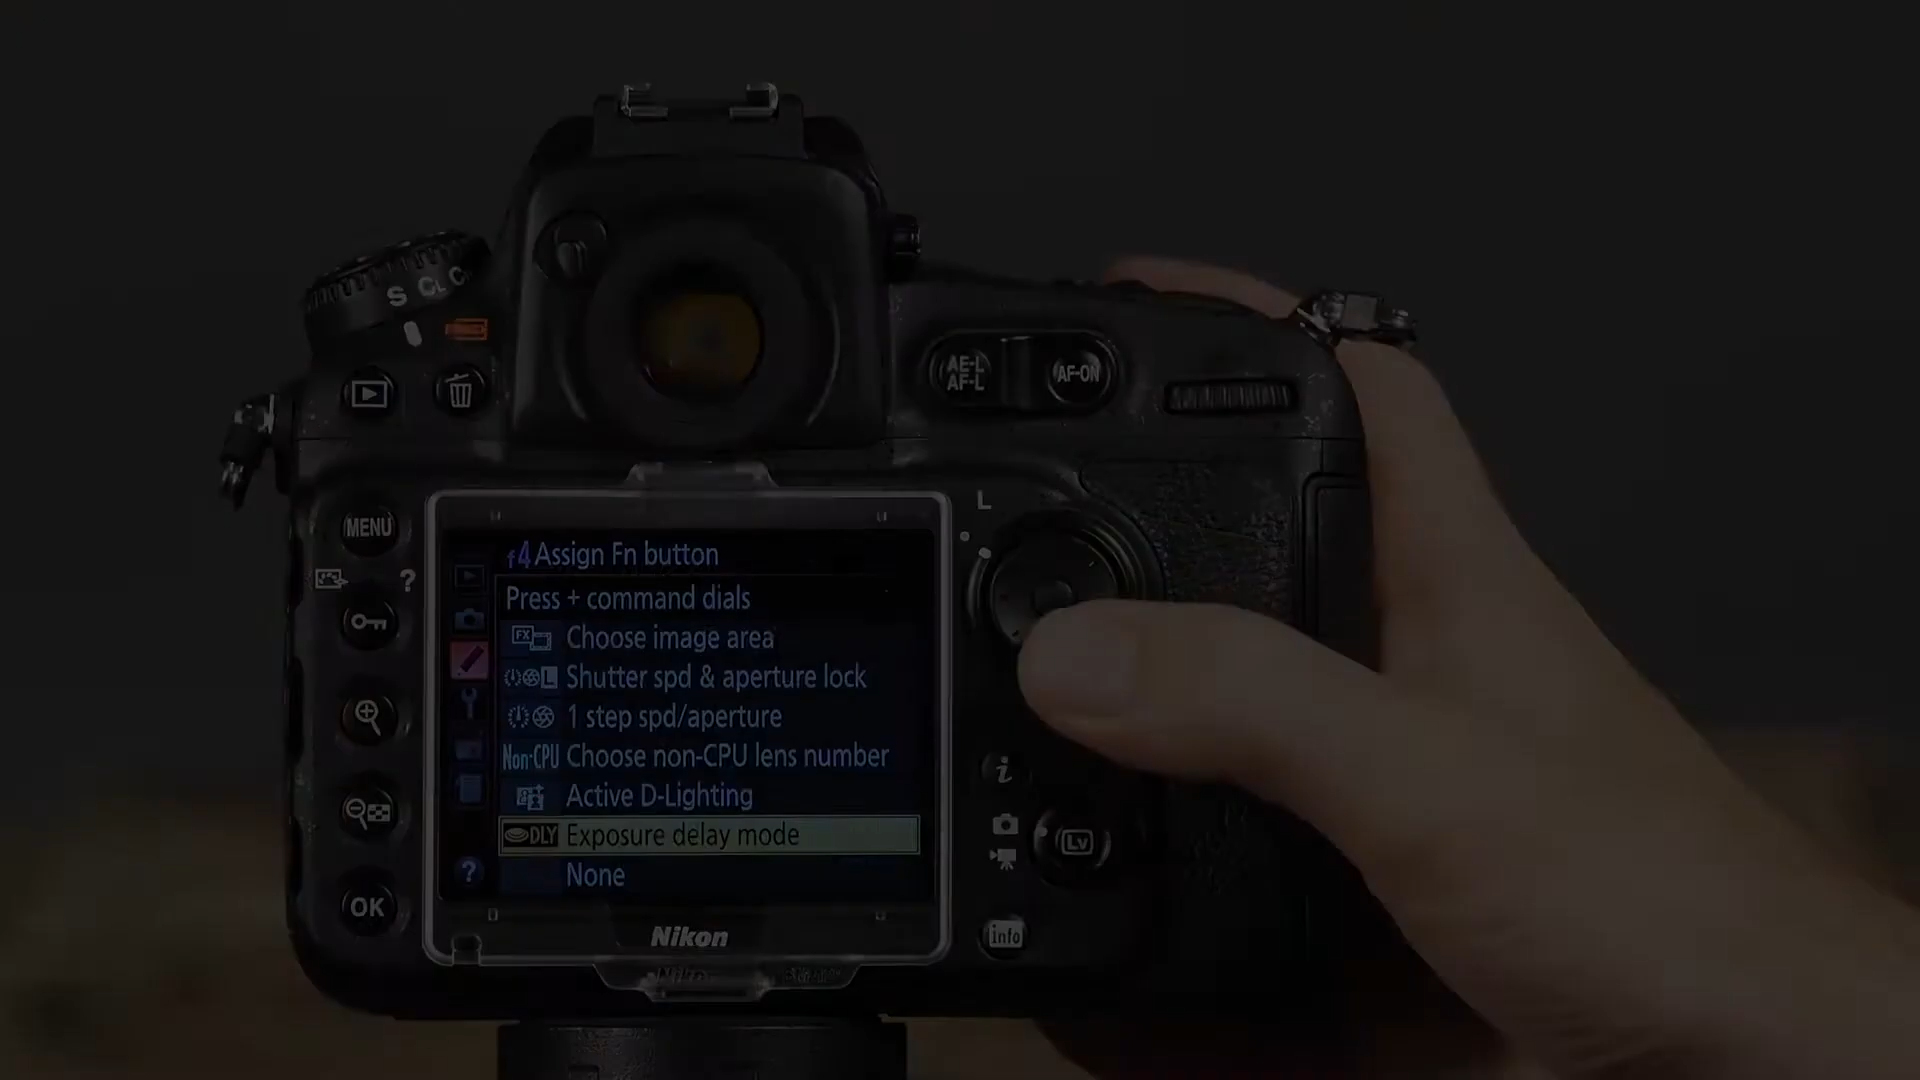 S CL C
AE-L
AF-L
AF-ON
L
MENU
?
f4 Assign Fn button
Press + command dials
FX Choose image area
L Shutter spd & aperture lock
1 step spd/aperture
Non-CPU Choose non-CPU lens number
Active D-Lighting
DLY Exposure delay mode
? None
i
Lv
OK
Nikon
info
Nikon